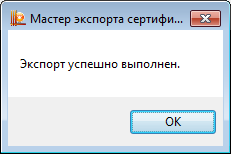 Мастер экспорта сертифи...
Экспорт успешно выполнен.
OK